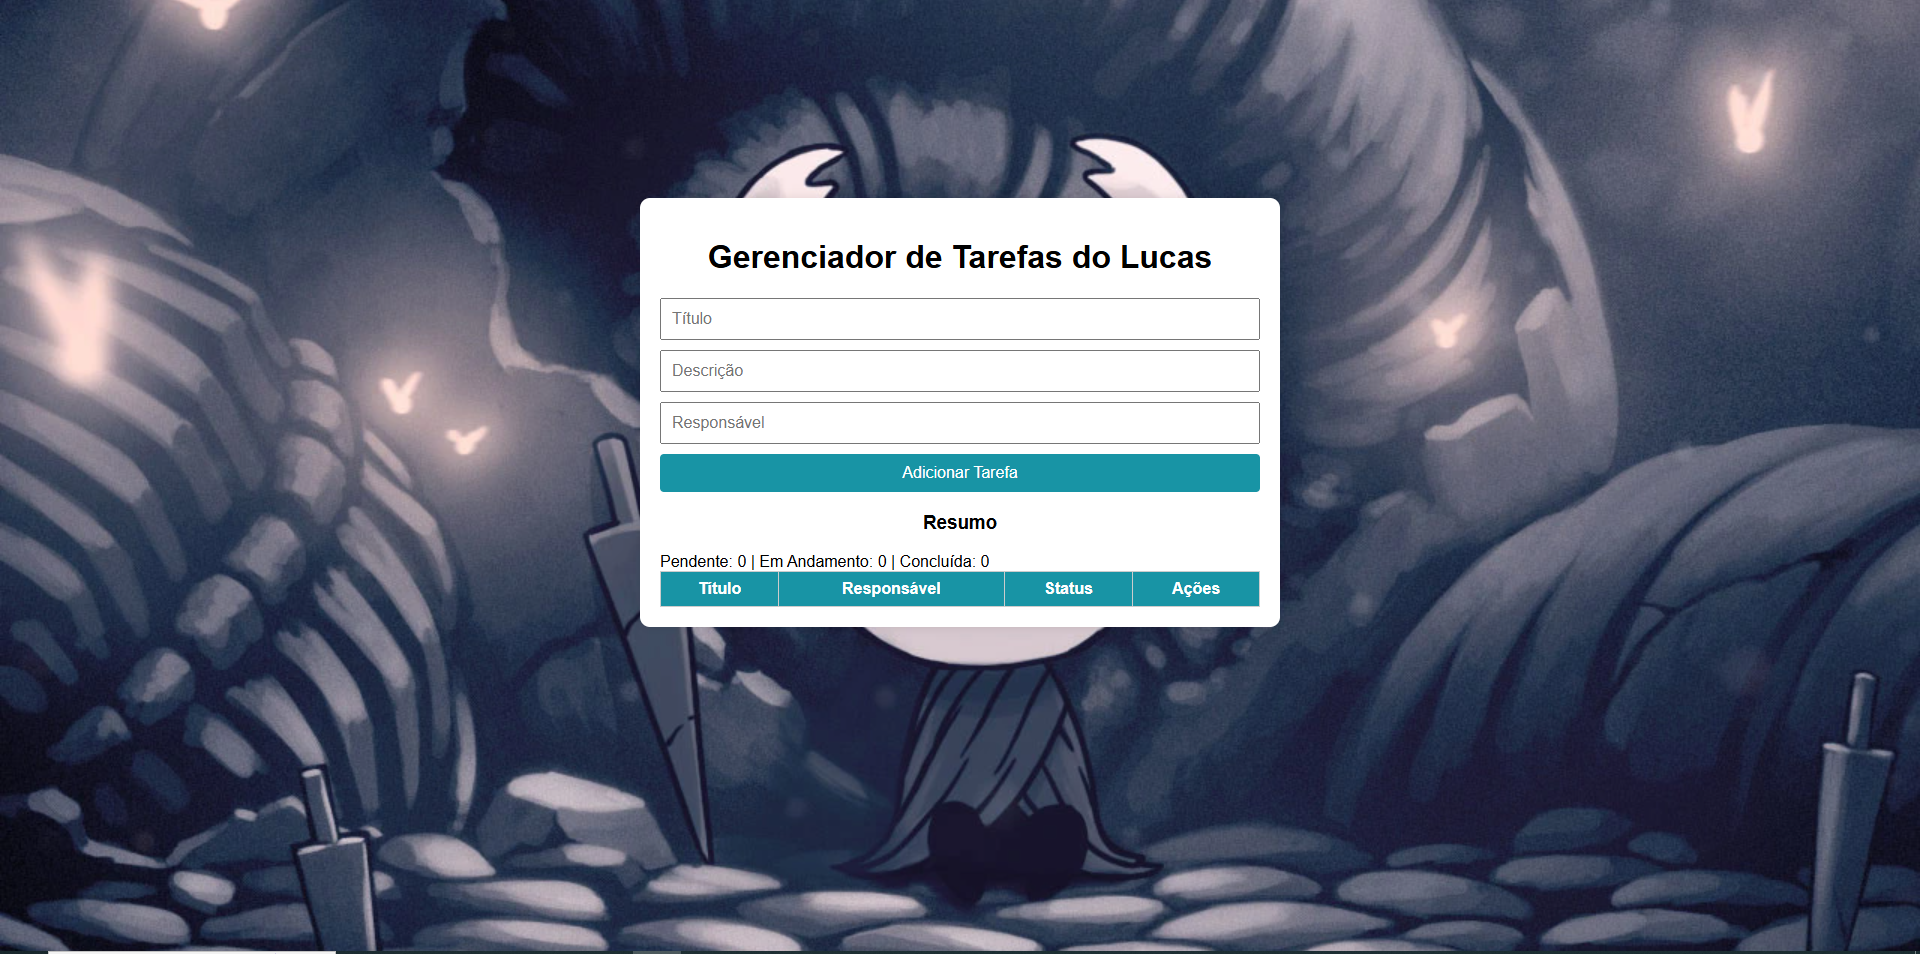 Gerenciador de Tarefas do Lucas
Título
Descrição
Responsável
Adicionar Tarefa
Resumo
Pendente: 0 | Em Andamento: 0 | Concluída: 0
Título Responsável Status Ações